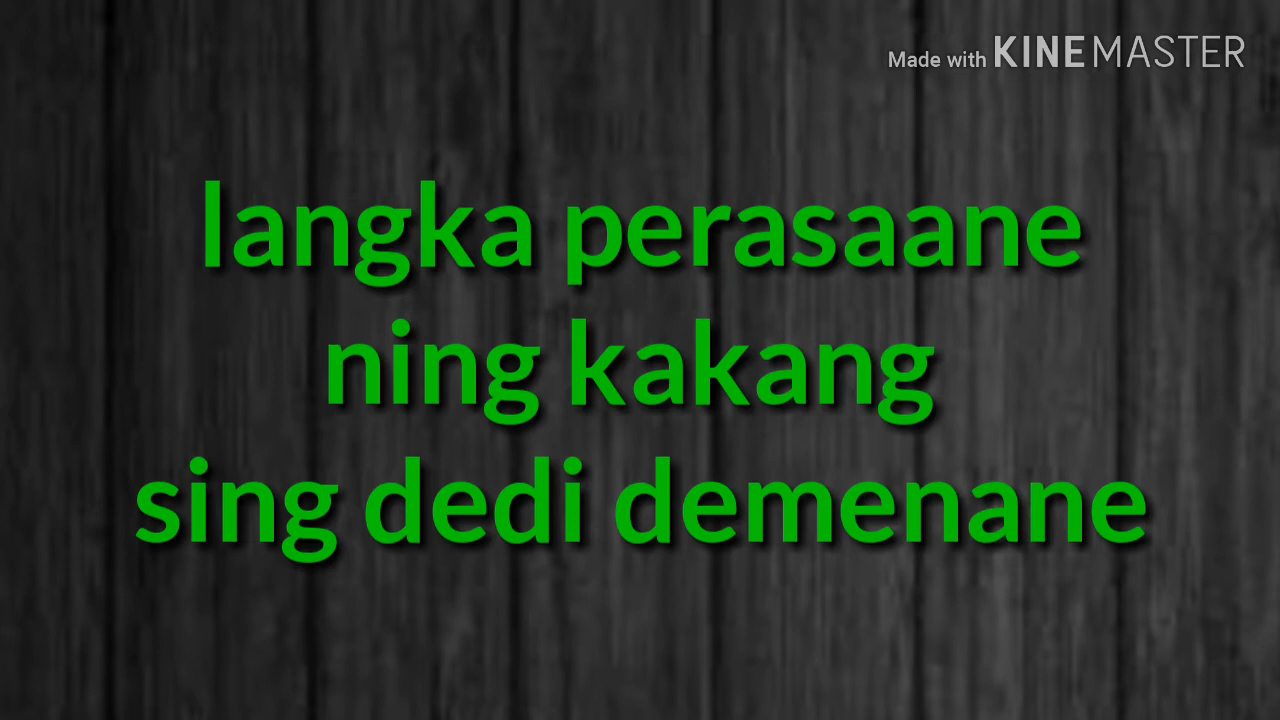 Made with KINEMASTER
langka perasaane
ning kakang
sing dedi demenane